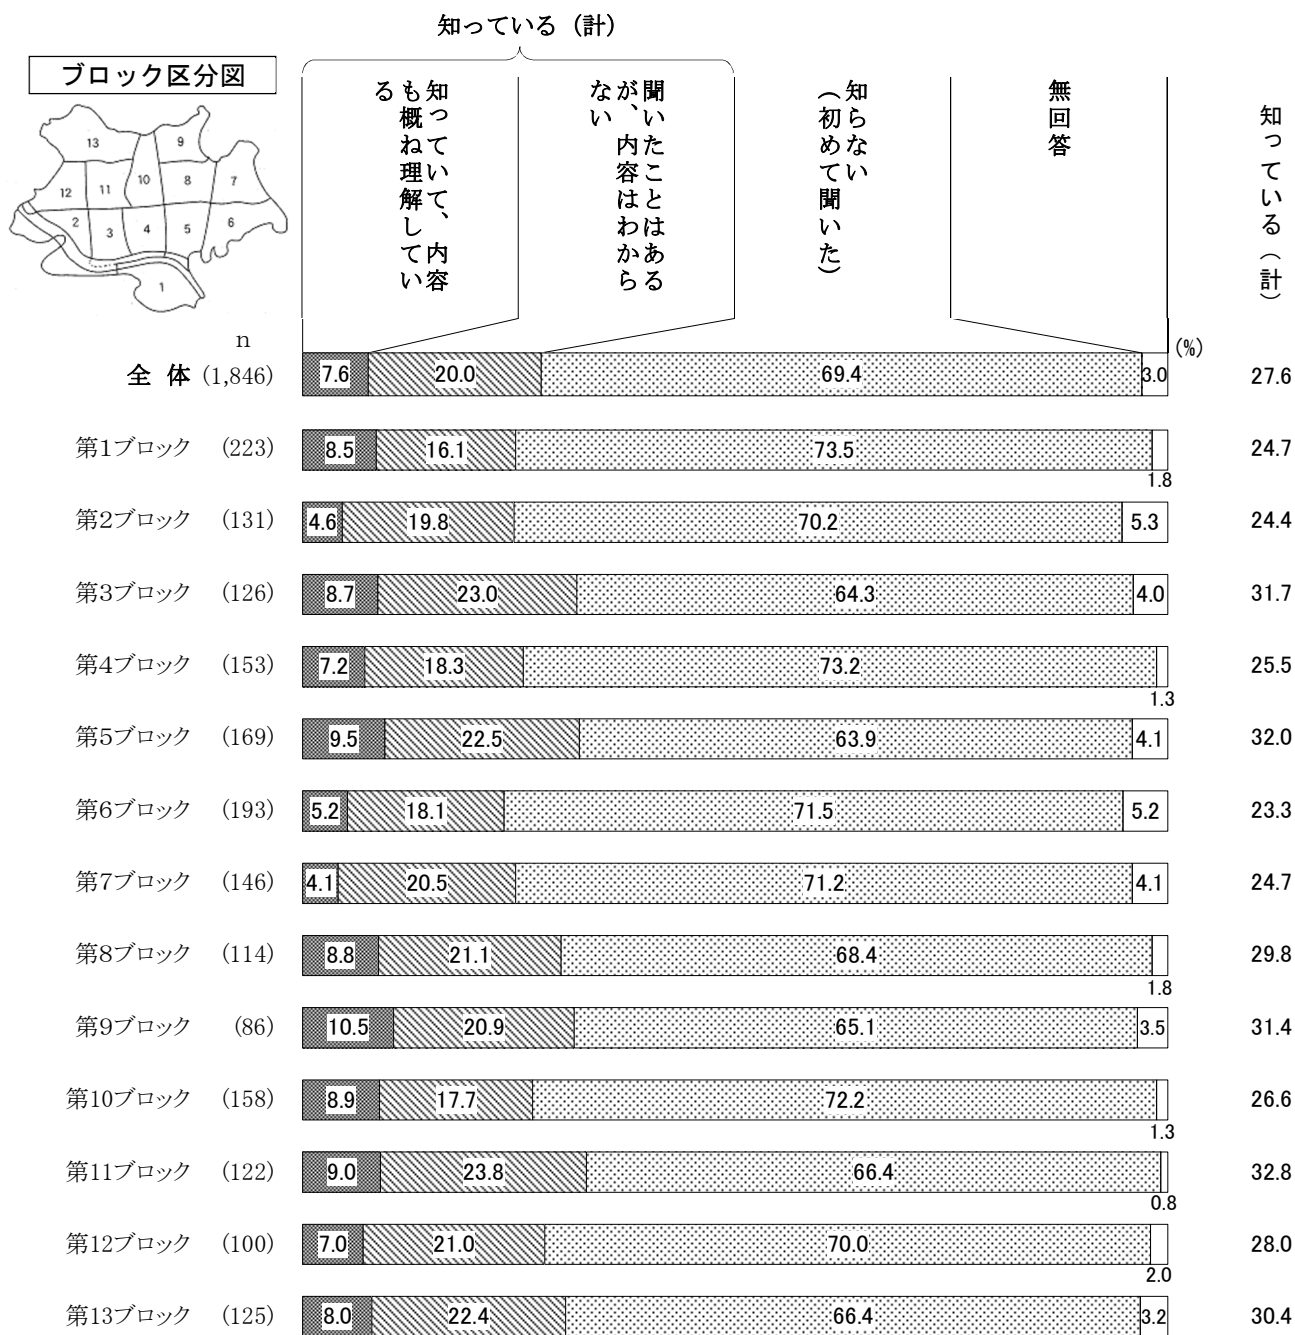 知っている（計）
ブロック区分図
13
9
12
11
10
8
7
2
3
4
5
6
1
知っていて、内容
も概ね理解してい
る
聞いたことはある
が、内容はわから
ない
知らない
（初めて聞いた）
無回答
知っている（計）
n
(%)
全体 (1,846) 7.6 20.0 69.4 3.0 27.6
第1ブロック (223) 8.5 16.1 73.5 1.8 24.7
第2ブロック (131) 4.6 19.8 70.2 5.3 24.4
第3ブロック (126) 8.7 23.0 64.3 4.0 31.7
第4ブロック (153) 7.2 18.3 73.2 1.3 25.5
第5ブロック (169) 9.5 22.5 63.9 4.1 32.0
第6ブロック (193) 5.2 18.1 71.5 5.2 23.3
第7ブロック (146) 4.1 20.5 71.2 4.1 24.7
第8ブロック (114) 8.8 21.1 68.4 1.8 29.8
第9ブロック (86) 10.5 20.9 65.1 3.5 31.4
第10ブロック (158) 8.9 17.7 72.2 1.3 26.6
第11ブロック (122) 9.0 23.8 66.4 0.8 32.8
第12ブロック (100) 7.0 21.0 70.0 2.0 28.0
第13ブロック (125) 8.0 22.4 66.4 3.2 30.4